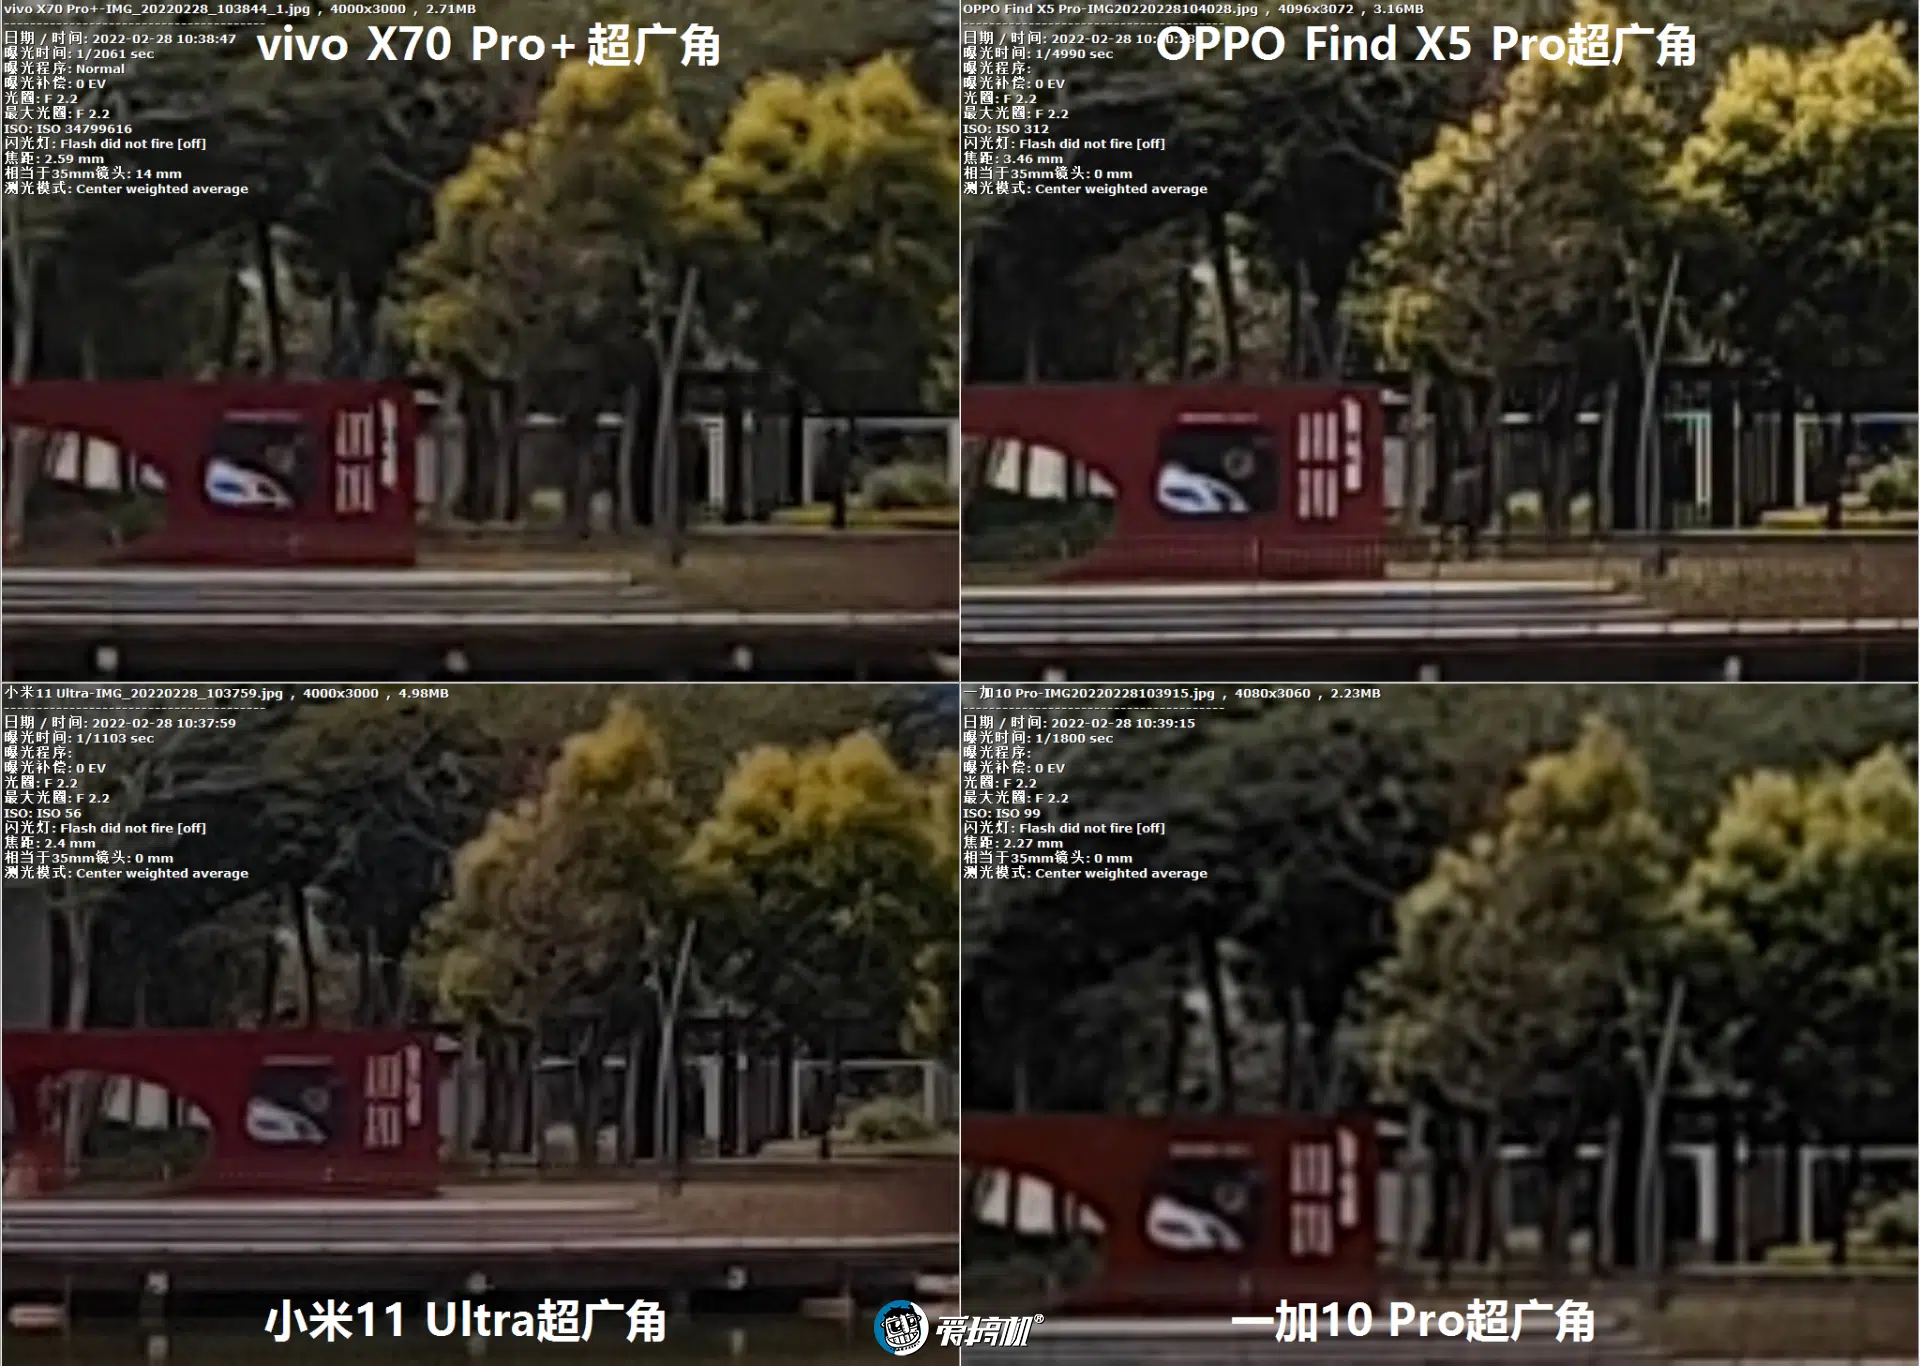 vivo X70 Pro+-IMG_20220228_103844_1.jpg , 4000x3000 , 2.71MB
日期 / 时间: 2022-02-28 10:38:47
曝光时间: 1/2061 sec
曝光程序: Normal
曝光补偿: 0 EV
光圈: F 2.2
最大光圈: F 2.2
ISO: ISO 34799616
闪光灯: Flash did not fire [off]
焦距: 2.59 mm
相当于35mm镜头: 14 mm
测光模式: Center weighted average
vivo X70 Pro+超广角
OPPO Find X5 Pro-IMG20220228104028.jpg , 4096x3072 , 3.16MB
日期 / 时间: 2022-02-28 10:40:28
曝光时间: 1/4990 sec
曝光程序:
曝光补偿: 0 EV
光圈: F 2.2
最大光圈: F 2.2
ISO: ISO 312
闪光灯: Flash did not fire [off]
焦距: 3.46 mm
相当于35mm镜头: 0 mm
测光模式: Center weighted average
OPPO Find X5 Pro超广角
小米11 Ultra-IMG_20220228_103759.jpg , 4000x3000 , 4.98MB
日期 / 时间: 2022-02-28 10:37:59
曝光时间: 1/1103 sec
曝光程序:
曝光补偿: 0 EV
光圈: F 2.2
最大光圈: F 2.2
ISO: ISO 56
闪光灯: Flash did not fire [off]
焦距: 2.4 mm
相当于35mm镜头: 0 mm
测光模式: Center weighted average
小米11 Ultra超广角
一加10 Pro-IMG20220228103915.jpg , 4080x3060 , 2.23MB
日期 / 时间: 2022-02-28 10:39:15
曝光时间: 1/1800 sec
曝光程序:
曝光补偿: 0 EV
光圈: F 2.2
最大光圈: F 2.2
ISO: ISO 99
闪光灯: Flash did not fire [off]
焦距: 2.27 mm
相当于35mm镜头: 0 mm
测光模式: Center weighted average
一加10 Pro超广角
爱搞机®